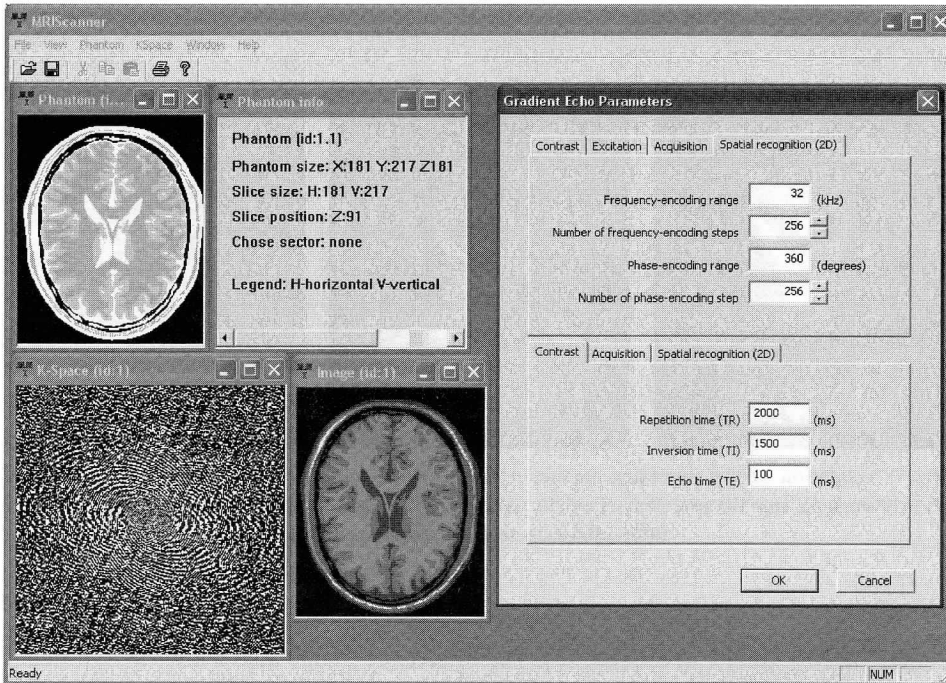 MRIScanner
File View Phantom KSpace Window Help
Phantom (i...
Phantom info
Phantom [id:1.1]
Phantom size: X:181 Y:217 Z181
Slice size: H:181 V:217
Slice position: Z:91
Chose sector: none
Legend: H-horizontal V-vertical
K-Space (id:1)
Image (id:1)
Gradient Echo Parameters
Contrast Excitation Acquisition Spatial recognition (2D)
Frequency-encoding range 32 (kHz)
Number of frequency-encoding steps 256
Phase-encoding range 360 (degrees)
Number of phase-encoding step 256
Contrast Acquisition Spatial recognition (2D)
Repetition time (TR) 2000 (ms)
Inversion time (TI) 1500 (ms)
Echo time (TE) 100 (ms)
OK Cancel
Ready NUM